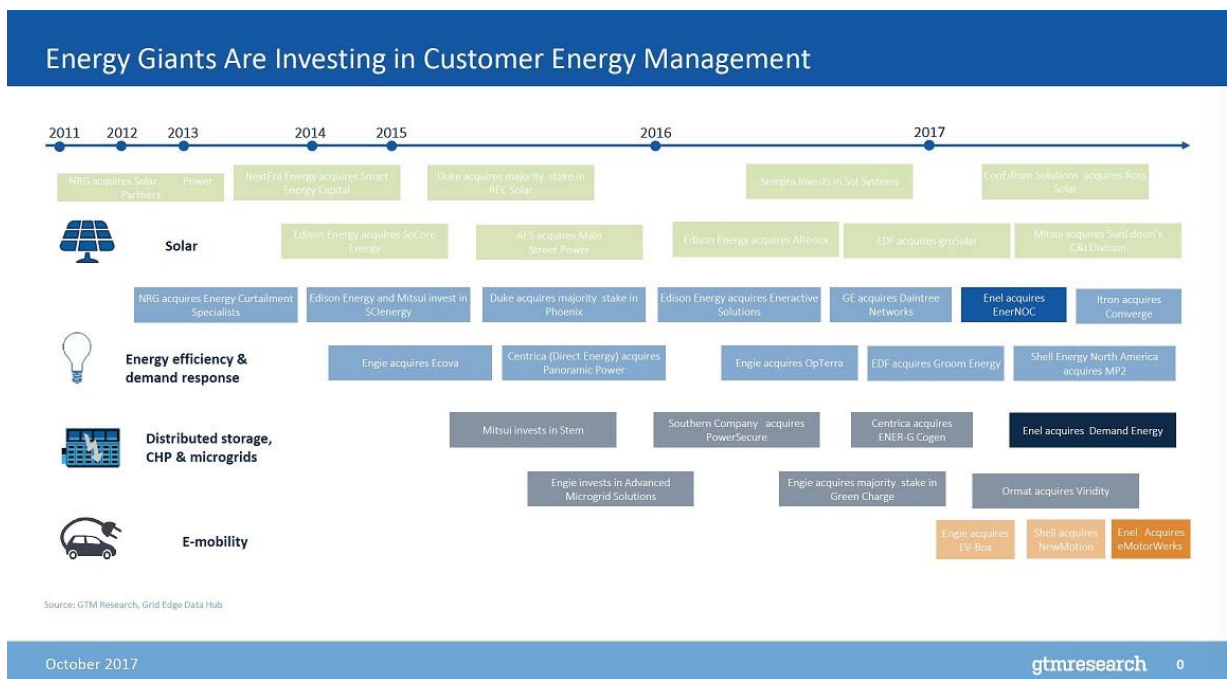 Energy Giants Are Investing in Customer Energy Management
2011 2012 2013 2014 2015 2016 2017
NRG acquires Solar Power
Partners
NextEra Energy acquires Smart
Energy Capital
Duke acquires majority stake in
REC Solar
Sempra invests in Sol Systems
ConEdison Solutions acquires Ross
Solar
Solar
Edison Energy acquires SoCore
Energy
AES acquires Main
Street Power
Edison Energy acquires Altenex
EDF acquires groSolar
Mitsui acquires SunEdison's
C&I Division
NRG acquires Energy Curtailment
Specialists
Edison Energy and Mitsui invest in
SCIenergy
Duke acquires majority stake in
Phoenix
Edison Energy acquires Eneractive
Solutions
GE acquires Daintree
Networks
Enel acquires
EnerNOC
Itron acquires
Comverge
Energy efficiency &
demand response
Engie acquires Ecova
Centrica (Direct Energy) acquires
Panoramic Power
Engie acquires OpTerra
EDF acquires Groom Energy
Shell Energy North America
acquires MP2
Distributed storage,
CHP & microgrids
Mitsui invests in Stem
Southern Company acquires
PowerSecure
Centrica acquires
ENER-G Cogen
Enel acquires Demand Energy
Engie invests in Advanced
Microgrid Solutions
Engie acquires majority stake in
Green Charge
Ormat acquires Viridity
E-mobility
Engie acquires
EV-Box
Shell acquires
NewMotion
Enel Acquires
eMotorWerks
Source: GTM Research, Grid Edge Data Hub
October 2017
gtmresearch 0